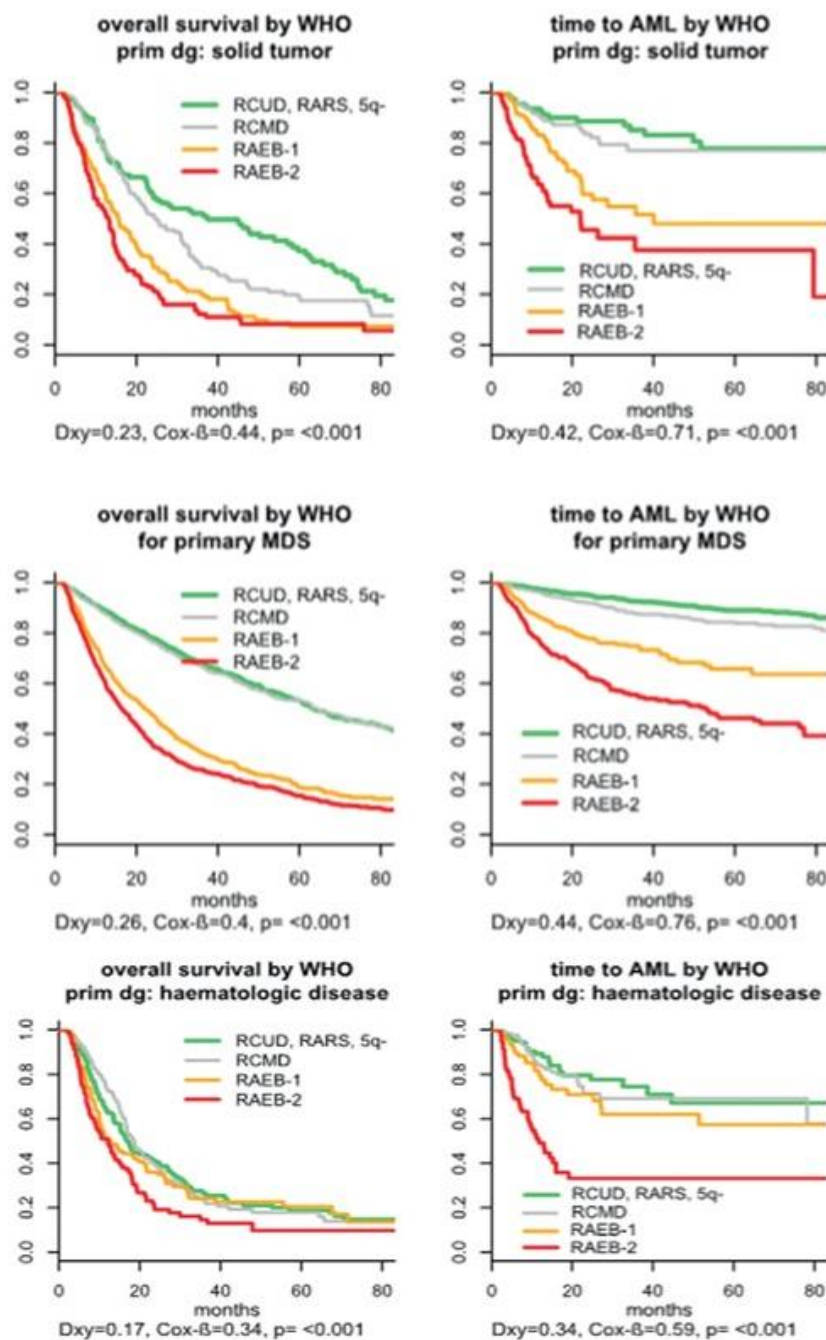 overall survival by WHO
prim dg: solid tumor
1.0
0.8
0.6
0.4
0.2
0.0
RCUD, RARS, 5q-
RCMD
RAEB-1
RAEB-2
0 20 40 60 80
months
Dxy=0.23, Cox-ß=0.44, p= <0.001
time to AML by WHO
prim dg: solid tumor
1.0
0.8
0.6
0.4
0.2
0.0
RCUD, RARS, 5q-
RCMD
RAEB-1
RAEB-2
0 20 40 60 80
months
Dxy=0.42, Cox-ß=0.71, p= <0.001
overall survival by WHO
for primary MDS
1.0
0.8
0.6
0.4
0.2
0.0
RCUD, RARS, 5q-
RCMD
RAEB-1
RAEB-2
0 20 40 60 80
months
Dxy=0.26, Cox-ß=0.4, p= <0.001
time to AML by WHO
for primary MDS
1.0
0.8
0.6
0.4
0.2
0.0
RCUD, RARS, 5q-
RCMD
RAEB-1
RAEB-2
0 20 40 60 80
months
Dxy=0.44, Cox-ß=0.76, p= <0.001
overall survival by WHO
prim dg: haematologic disease
1.0
0.8
0.6
0.4
0.2
0.0
RCUD, RARS, 5q-
RCMD
RAEB-1
RAEB-2
0 20 40 60 80
months
Dxy=0.17, Cox-ß=0.34, p= <0.001
time to AML by WHO
prim dg: haematologic disease
1.0
0.8
0.6
0.4
0.2
0.0
RCUD, RARS, 5q-
RCMD
RAEB-1
RAEB-2
0 20 40 60 80
months
Dxy=0.34, Cox-ß=0.59, p= <0.001